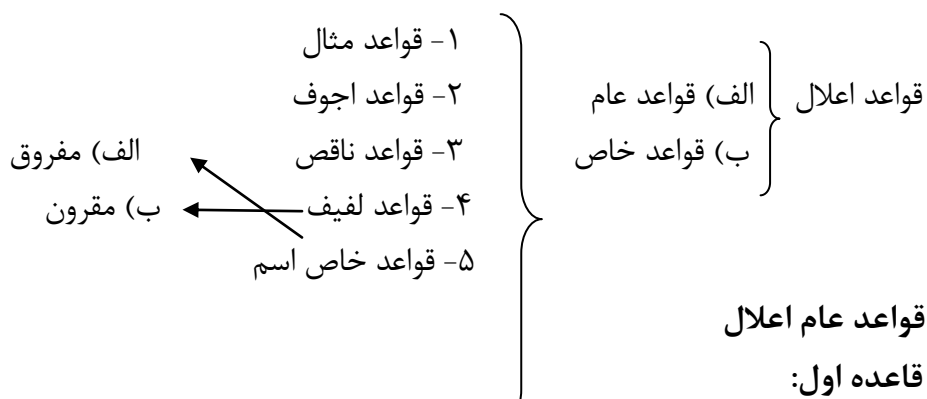 قواعد اعلال
الف) قواعد عام
ب) قواعد خاص
۱- قواعد مثال
۲- قواعد اجوف
۳- قواعد ناقص
۴- قواعد لفیف
۵- قواعد خاص اسم
الف) مفروق
ب) مقرون
قواعد عام اعلال
قاعده اول: